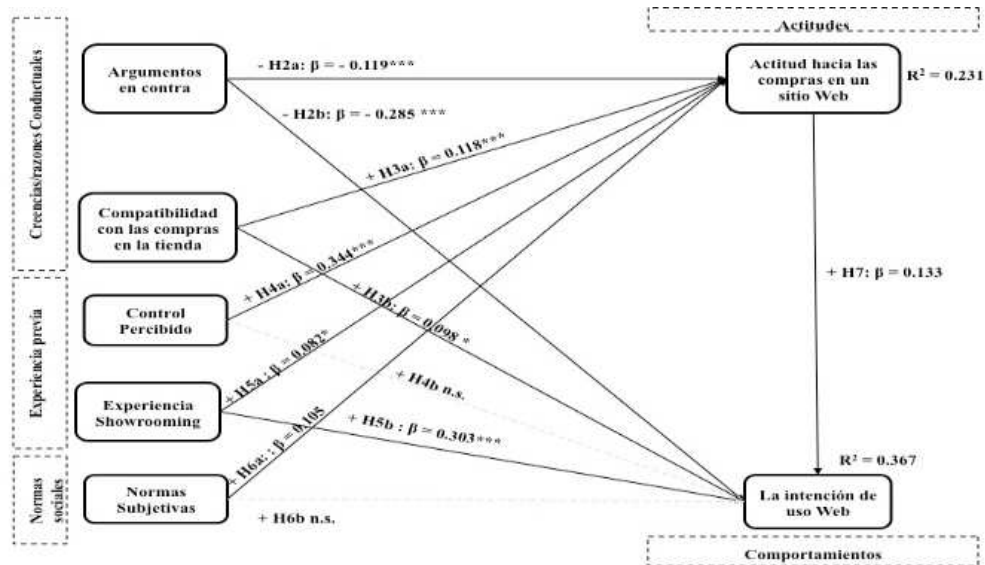 Actitudes
Creencias/razones Conductuales
Argumentos
en contra
- H2a: β = - 0.119***
Actitud hacia las
compras en un
sitio Web
R² = 0.231
- H2b: β = - 0.285 ***
+ H3a: β = 0.118***
Compatibilidad
con las compras
en la tienda
+ H4a: β = 0.344***
+ H7: β = 0.133
Experiencia previa
Control
Percibido
+ H3b: β = 0.098 *
+ H5a : β = 0.082*
+ H4b n.s.
Experiencia
Showrooming
+ H5b : β = 0.303***
+ H6a: : β = 0.105
R² = 0.367
Normas
sociales
Normas
Subjetivas
La intención de
uso Web
+ H6b n.s.
Comportamientos